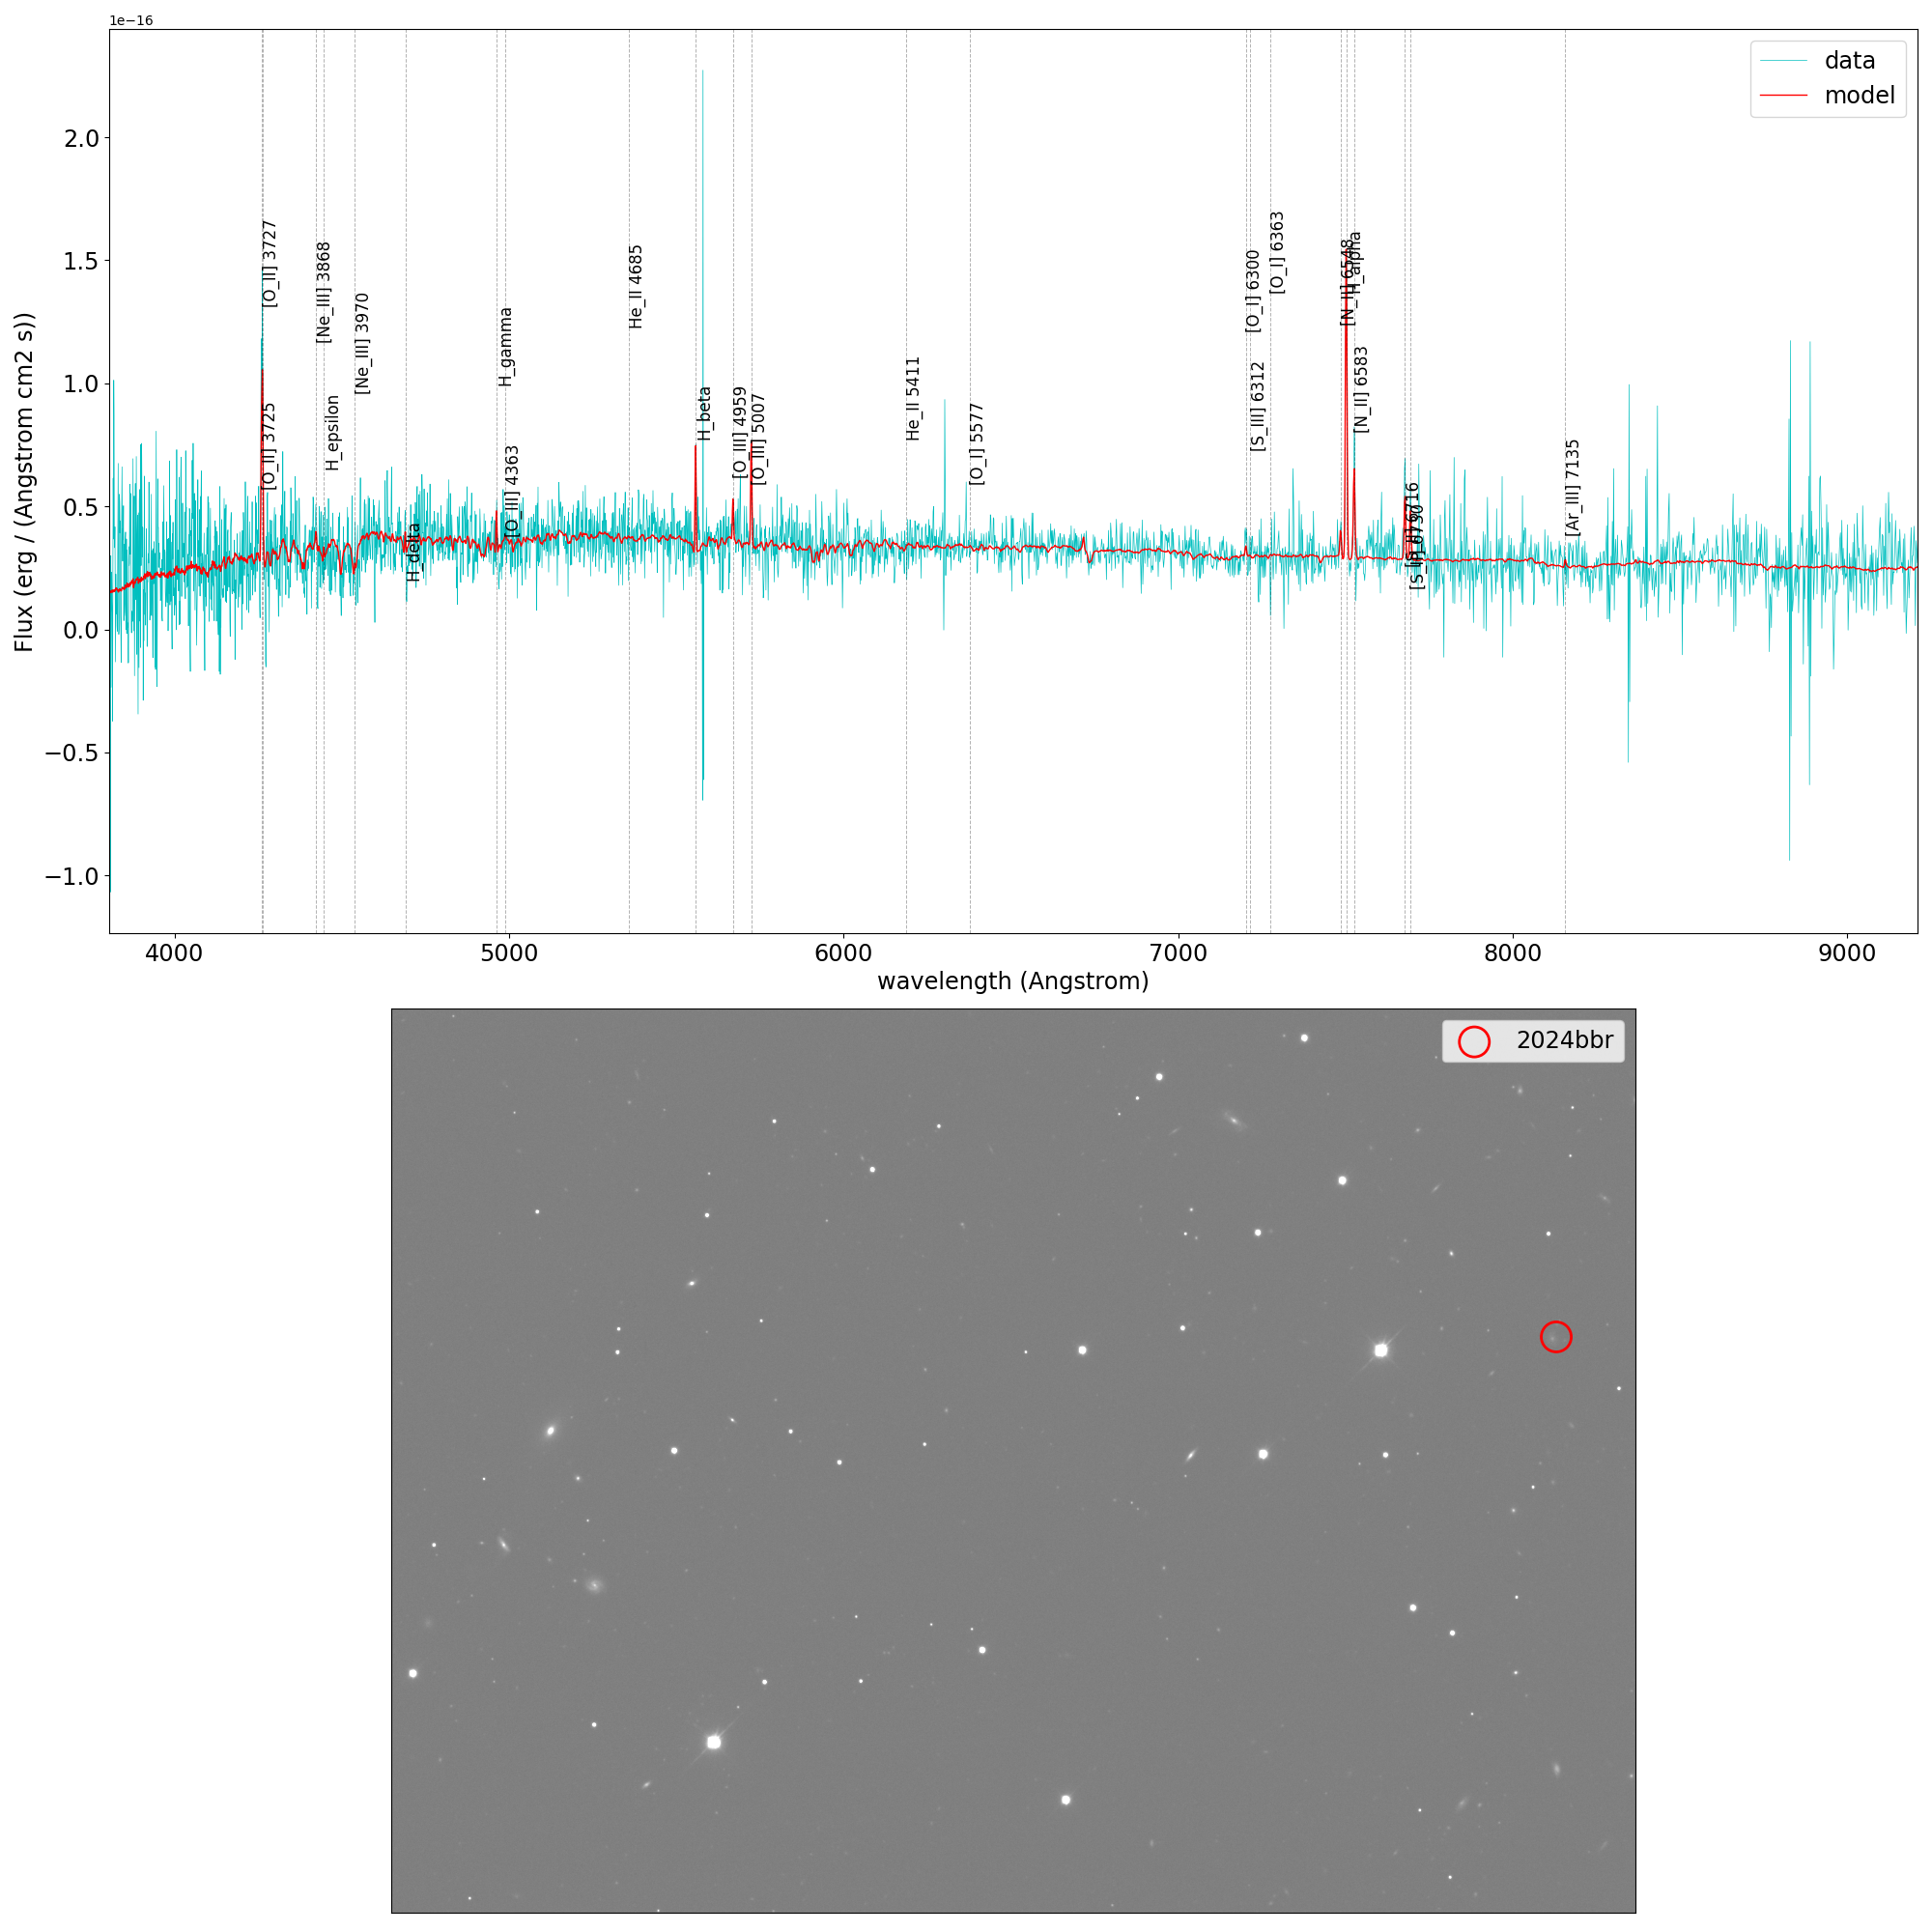 1e−16
data
model
2.0
1.5
1.0
0.5
0.0
−0.5
−1.0
Flux (erg / (Angstrom cm2 s))
[O_II] 3727
[O_II] 3725
[Ne_III] 3868
H_epsilon
[Ne_III] 3970
H_delta
H_gamma
[O_III] 4363
He_II 4685
H_beta
[O_III] 4959
[O_III] 5007
He_II 5411
[O_I] 5577
[O_I] 6300
[S_III] 6312
[O_I] 6363
[N_II] 6548
H_alpha
[N_II] 6583
[S_II] 6716
[Ar_III] 7135
4000 5000 6000 7000 8000 9000
wavelength (Angstrom)
2024bbr